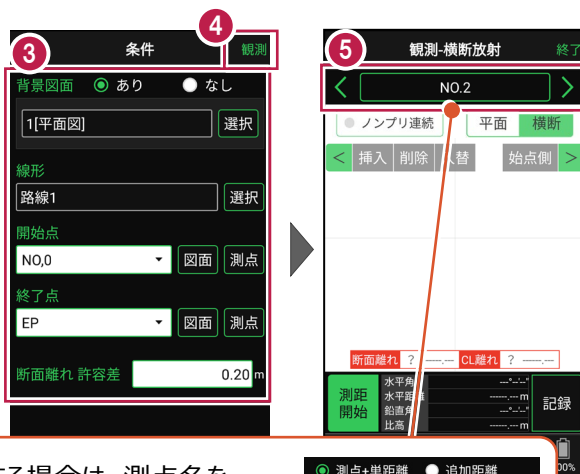 3
条件
4
観測
背景図面 あり なし
1[平面図] 選択
線形
路線1 選択
開始点
NO,0 図面 測点
終了点
EP 図面 測点
断面離れ 許容差 0.20 m
5
観測-横断放射 終了
< NO.2 >
ノンプリ連続 平面 横断
< 挿入 削除 替 始点側 >
断面離れ ? -----.--- CL離れ ? -----.---
測距
開始
水平角 ---°--'--"
水平距離 ------.--- m
鉛直角 ---°--'--"
比高 ------.--- m
記録
る場合は、測点名を
測点+単距離 追加距離
00%